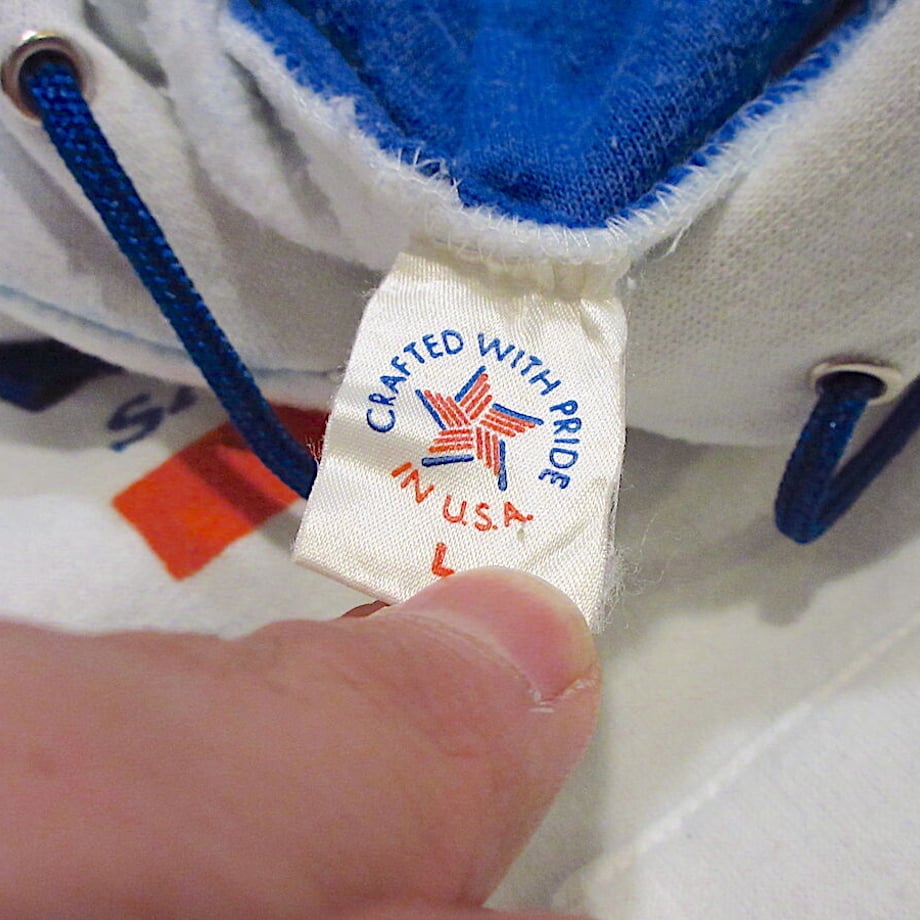 CRAFTED WITH PRIDE
IN U.S.A.
L